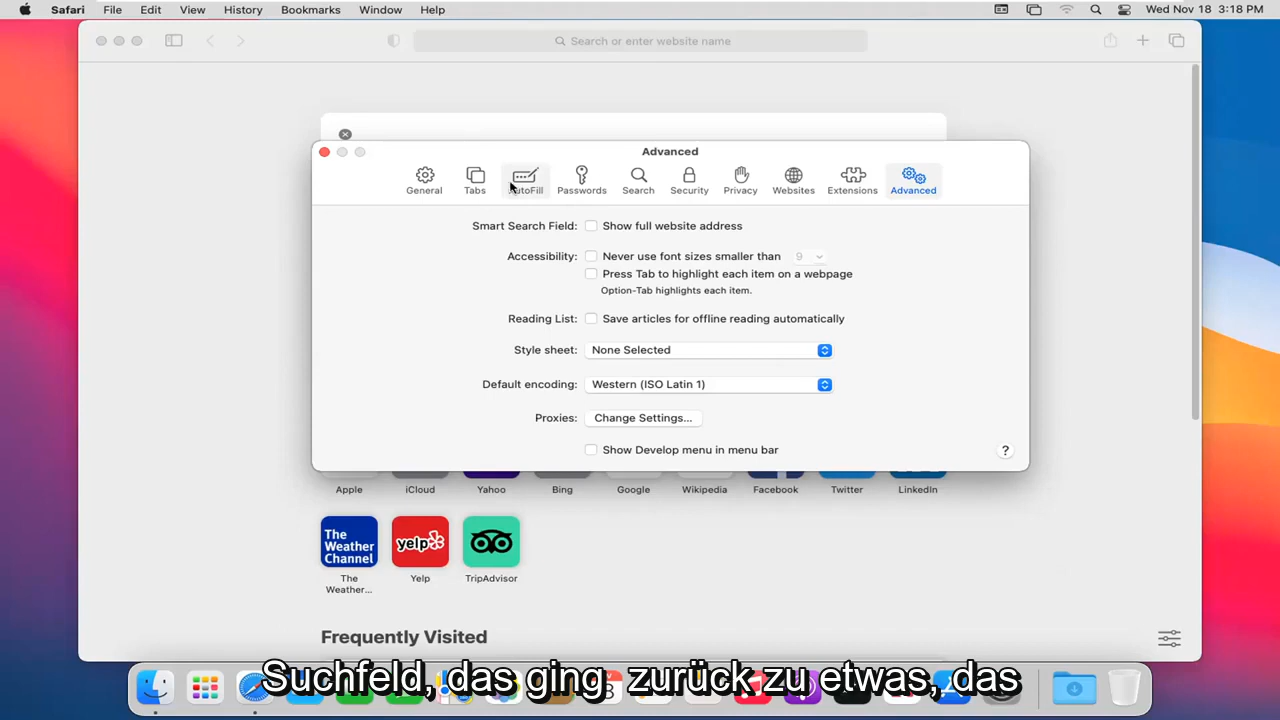 Safari File Edit View History Bookmarks Window Help Wed Nov 18 3:18 PM
Search or enter website name
Advanced
General Tabs AutoFill Passwords Search Security Privacy Websites Extensions Advanced
Smart Search Field: Show full website address
Accessibility: Never use font sizes smaller than 9
Press Tab to highlight each item on a webpage
Option-Tab highlights each item.
Reading List: Save articles for offline reading automatically
Style sheet: None Selected
Default encoding: Western (ISO Latin 1)
Proxies: Change Settings...
Show Develop menu in menu bar ?
Apple iCloud Yahoo Bing Google Wikipedia Facebook Twitter LinkedIn
The Weather Channel yelp
The Weather... Yelp TripAdvisor
Frequently Visited
Suchfeld, das ging zurück zu etwas, das